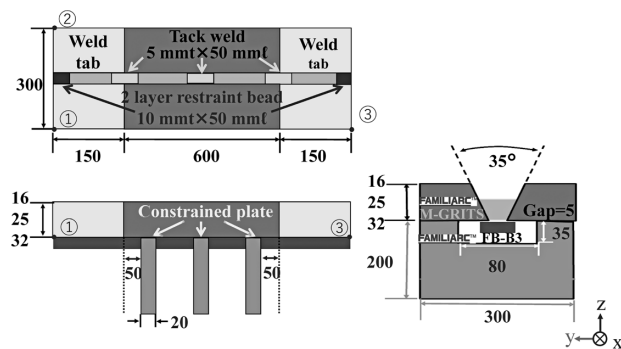 ②
Weld
tab
Tack weld
5 mmt×50 mmℓ
Weld
tab
300
2 layer restraint bead
10 mmt×50 mmℓ
①
③
150
600
150
16
25
32
①
Constrained plate
③
50
50
20
35°
16
25
32
FAMILIARC™
M-GRITS
FAMILIARC™
Gap=5
FB-B3
35
80
200
300
z
y
x